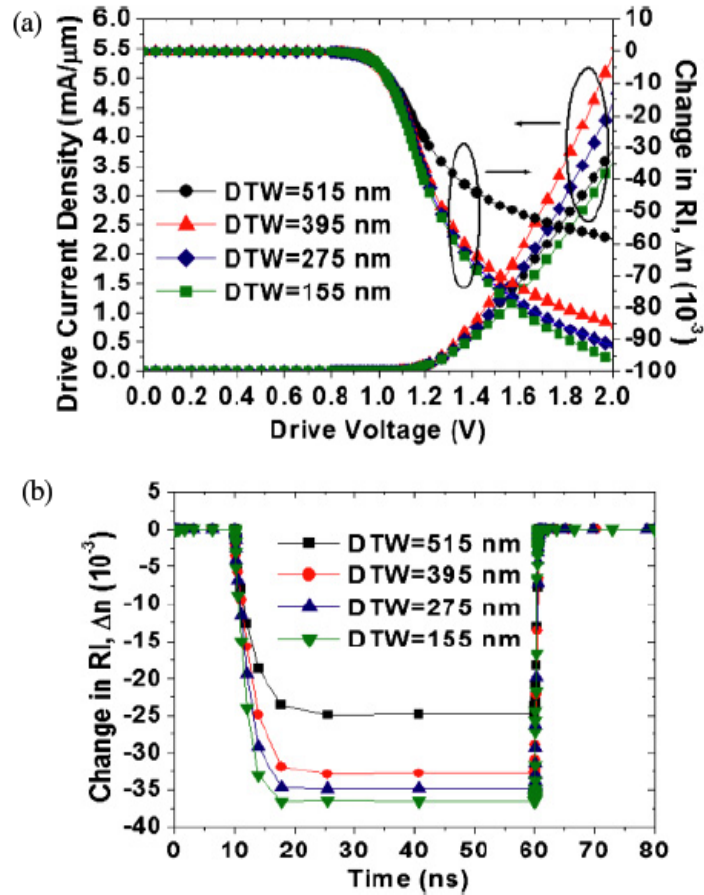 (a)
Drive Current Density (mA/μm)
6.0
5.5
5.0
4.5
4.0
3.5
3.0
2.5
2.0
1.5
1.0
0.5
0.0
DTW=515 nm
DTW=395 nm
DTW=275 nm
DTW=155 nm
10
0
-10
-20
-30
-40
-50
-60
-70
-80
-90
-100
Change in RI, Δn (10⁻³)
0.0 0.2 0.4 0.6 0.8 1.0 1.2 1.4 1.6 1.8 2.0
Drive Voltage (V)
(b)
Change in RI, Δn (10⁻³)
5
0
-5
-10
-15
-20
-25
-30
-35
-40
DTW=515 nm
DTW=395 nm
DTW=275 nm
DTW=155 nm
0 10 20 30 40 50 60 70 80
Time (ns)